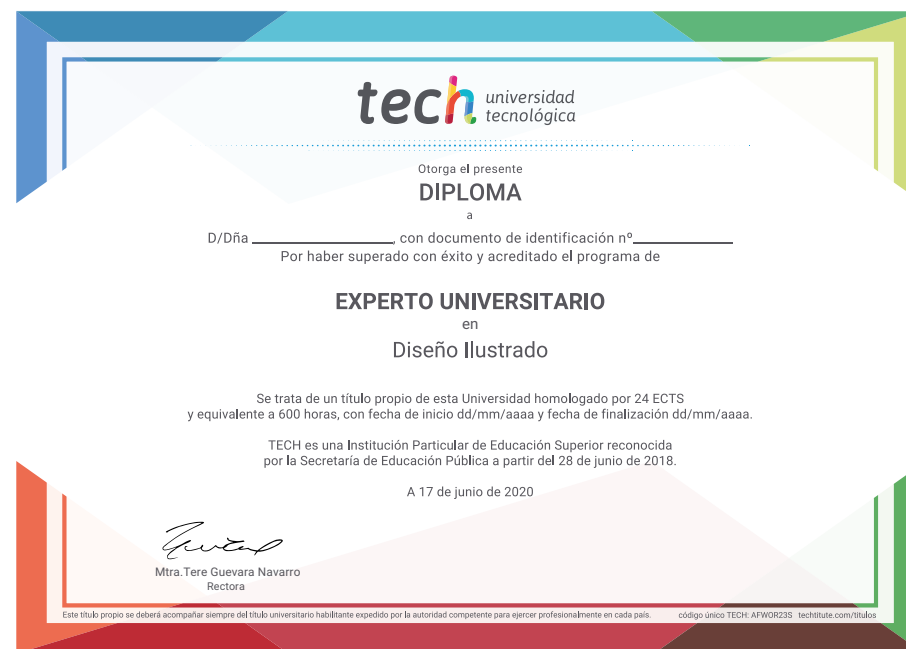 tech universidad
tecnológica
Otorga el presente
DIPLOMA
a
D/Dña ____________________, con documento de identificación nº______________
Por haber superado con éxito y acreditado el programa de
EXPERTO UNIVERSITARIO
en
Diseño Ilustrado
Se trata de un título propio de esta Universidad homologado por 24 ECTS
y equivalente a 600 horas, con fecha de inicio dd/mm/aaaa y fecha de finalización dd/mm/aaaa.
TECH es una Institución Particular de Educación Superior reconocida
por la Secretaría de Educación Pública a partir del 28 de junio de 2018.
A 17 de junio de 2020
Mtra.Tere Guevara Navarro
Rectora
Este título propio se deberá acompañar siempre del título universitario habilitante expedido por la autoridad competente para ejercer profesionalmente en cada país. código único TECH: AFWOR23S techtitute.com/titulos